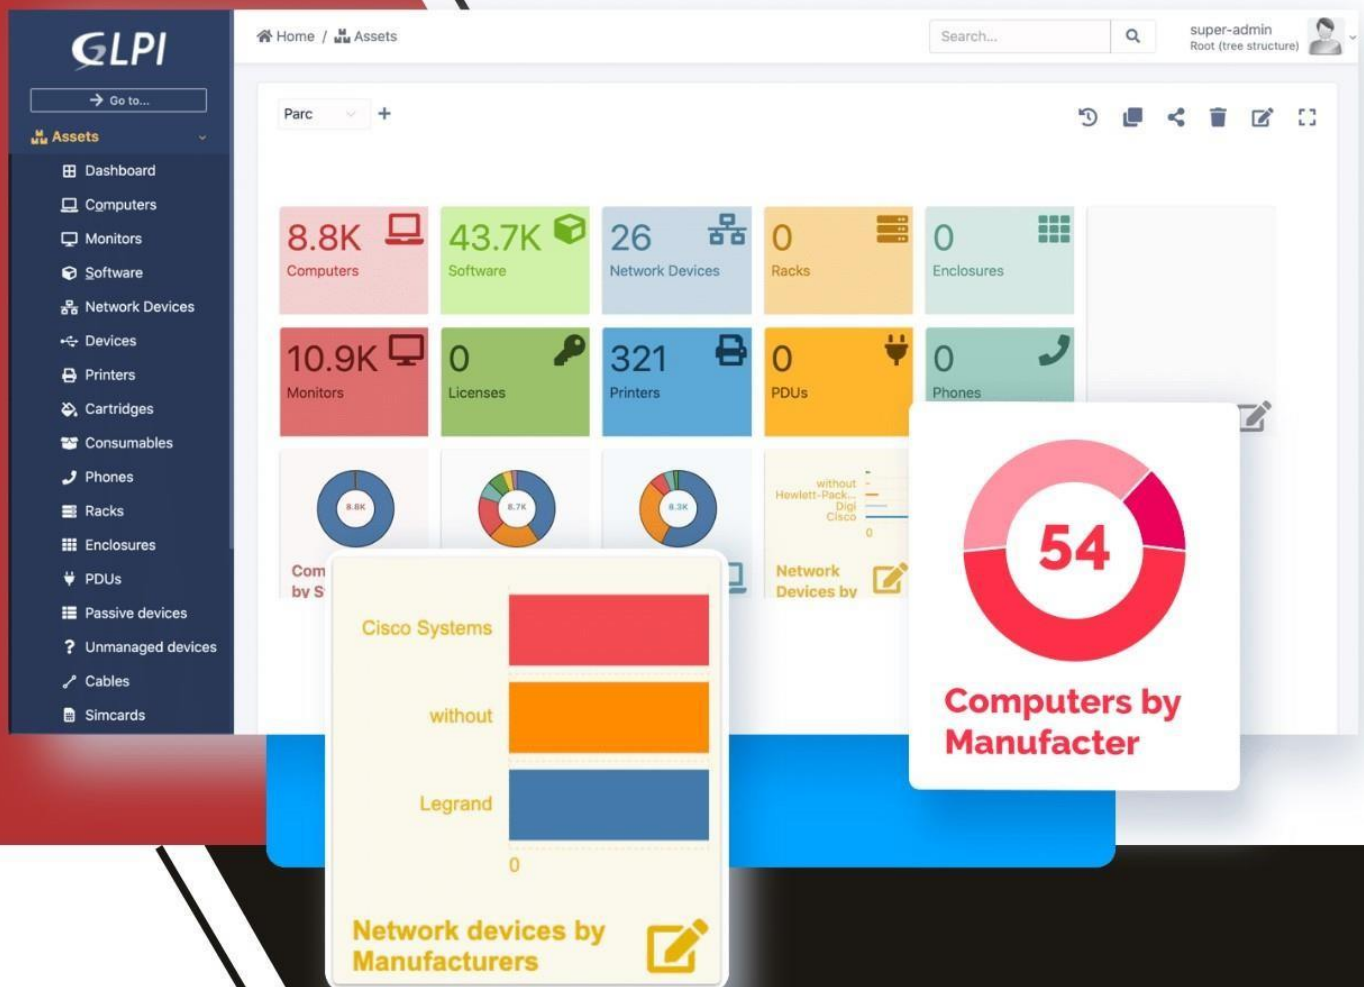 GLPI
Home / Assets
Search...
super-admin
Root (tree structure)
Go to...
Assets
Dashboard
Computers
Monitors
Software
Network Devices
Devices
Printers
Cartridges
Consumables
Phones
Racks
Enclosures
PDUs
Passive devices
Unmanaged devices
Cables
Simcards
Parc
8.8K
Computers
43.7K
Software
26
Network Devices
0
Racks
0
Enclosures
10.9K
Monitors
0
Licenses
321
Printers
0
PDUs
0
Phones
8.8K
Com
by S
8.7K
8.3K
without
Hewlett-Pack...
Digi
Cisco
0
Network
Devices by
54
Computers by
Manufacter
Cisco Systems
without
Legrand
0
Network devices by
Manufacturers